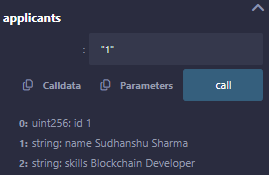 applicants
: "1"
Calldata Parameters call
0: uint256: id 1
1: string: name Sudhanshu Sharma
2: string: skills Blockchain Developer